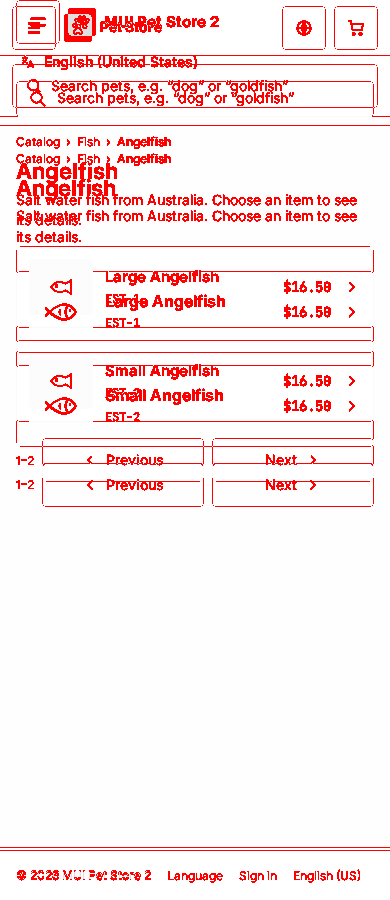 MUI Pet Store 2
Pet Store
English (United States)
Search pets, e.g. “dog” or “goldfish”
Search pets, e.g. “dog” or “goldfish”
Catalog › Fish › Angelfish
Catalog › Fish › Angelfish
Angelfish
Angelfish
Salt water fish from Australia. Choose an item to see
its details.
Salt water fish from Australia. Choose an item to see
its details.
Large Angelfish
EST-1
$16.50
Large Angelfish
EST-1
$16.50
Small Angelfish
EST-2
$16.50
Small Angelfish
EST-2
$16.50
1–2 ‹ Previous Next ›
1–2 ‹ Previous Next ›
© 2026 MUI Pet Store 2 Language Sign in English (US)